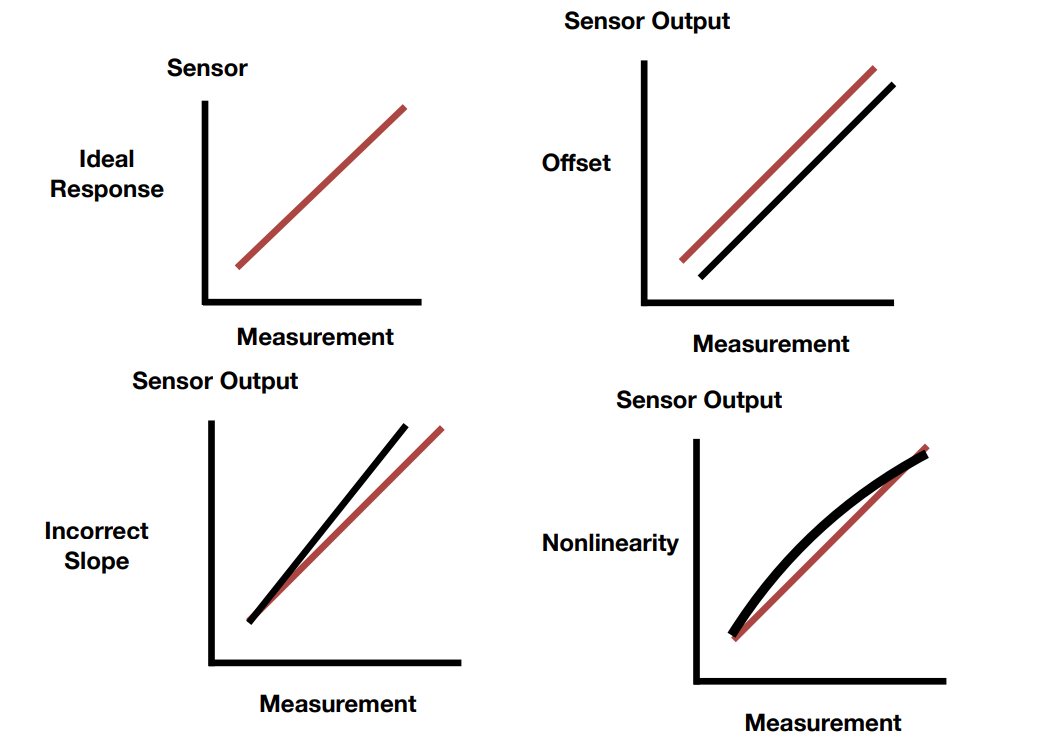 Sensor
Ideal
Response
Measurement
Sensor Output
Offset
Measurement
Sensor Output
Incorrect
Slope
Measurement
Sensor Output
Nonlinearity
Measurement